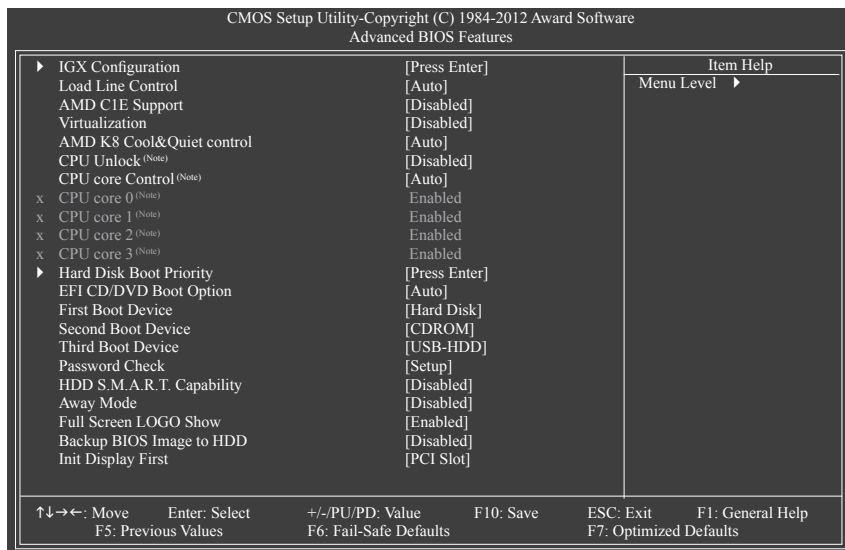 CMOS Setup Utility-Copyright (C) 1984-2012 Award Software
Advanced BIOS Features
IGX Configuration [Press Enter]
Load Line Control [Auto]
AMD C1E Support [Disabled]
Virtualization [Disabled]
AMD K8 Cool&Quiet control [Auto]
CPU Unlock (Note) [Disabled]
CPU core Control (Note) [Auto]
x CPU core 0 (Note) Enabled
x CPU core 1 (Note) Enabled
x CPU core 2 (Note) Enabled
x CPU core 3 (Note) Enabled
Hard Disk Boot Priority [Press Enter]
EFI CD/DVD Boot Option [Auto]
First Boot Device [Hard Disk]
Second Boot Device [CDROM]
Third Boot Device [USB-HDD]
Password Check [Setup]
HDD S.M.A.R.T. Capability [Disabled]
Away Mode [Disabled]
Full Screen LOGO Show [Enabled]
Backup BIOS Image to HDD [Disabled]
Init Display First [PCI Slot]
Item Help
Menu Level
↑↓→←: Move Enter: Select +/-/PU/PD: Value F10: Save ESC: Exit F1: General Help
F5: Previous Values F6: Fail-Safe Defaults F7: Optimized Defaults